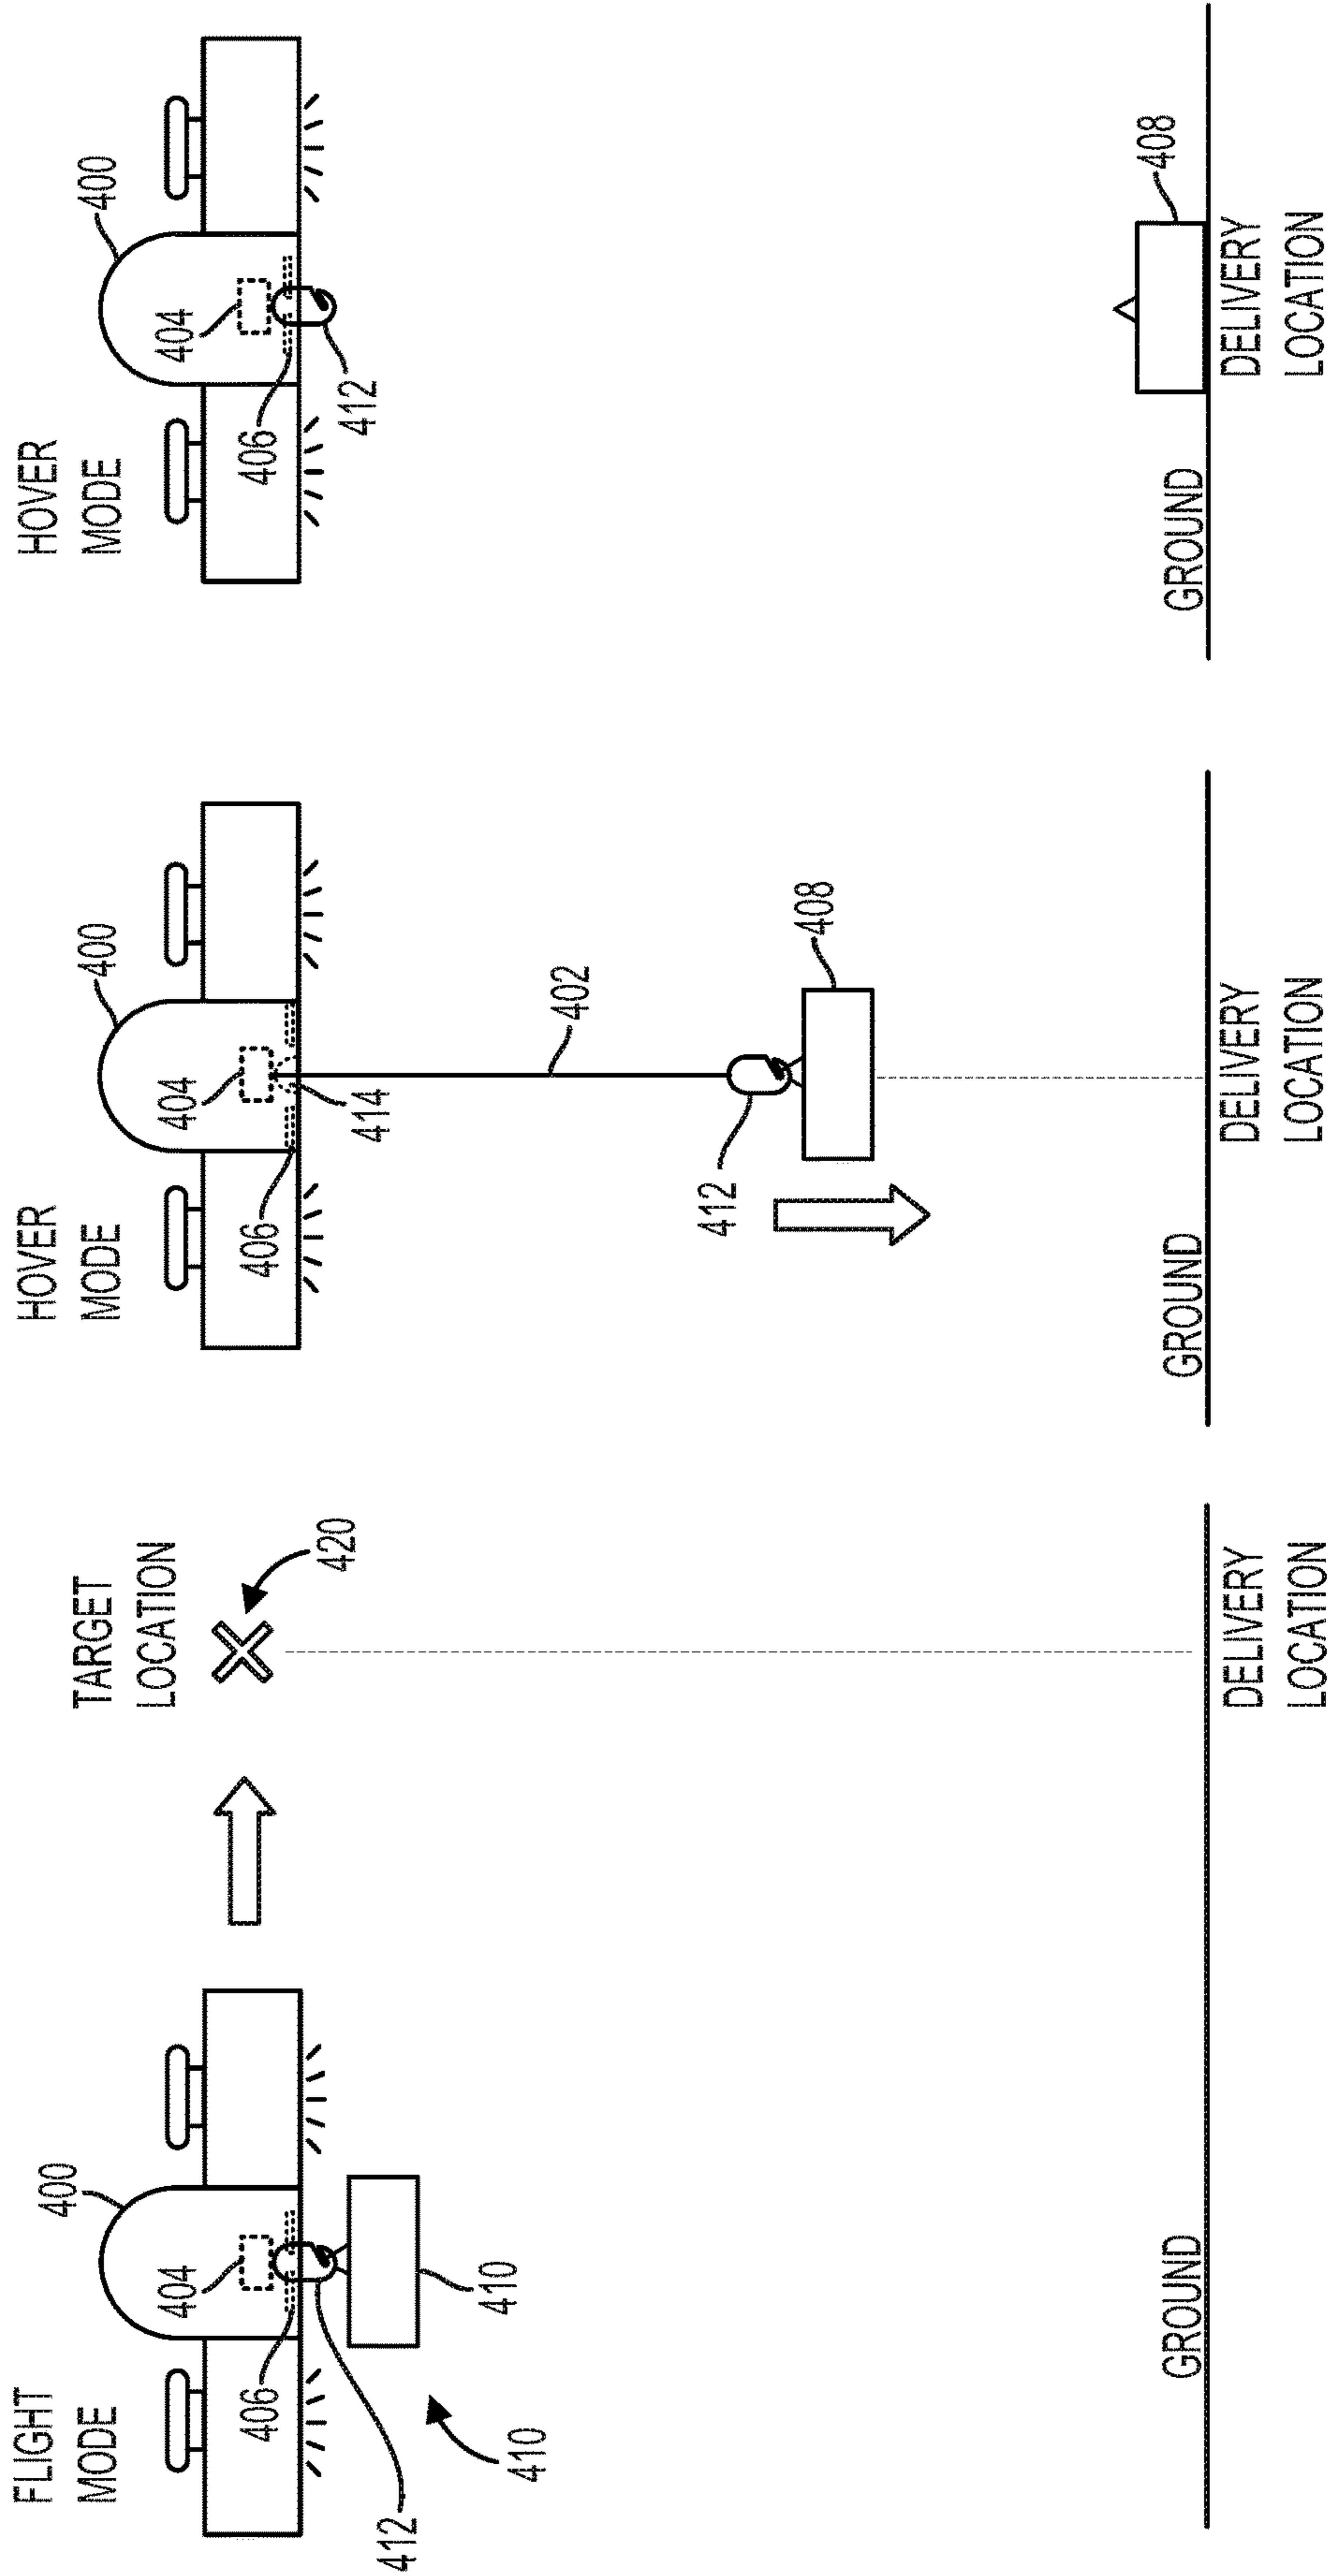 FLIGHT
MODE
400
404
406
412
410
410
TARGET
LOCATION
420
GROUND
DELIVERY
LOCATION
HOVER
MODE
400
404
406
414
402
412
408
GROUND
DELIVERY
LOCATION
HOVER
MODE
400
404
406
412
408
GROUND
DELIVERY
LOCATION